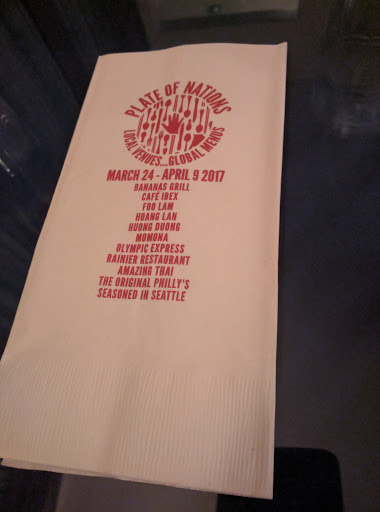 PLATE OF NATIONS
LOCAL VENUES...GLOBAL MENUS
MARCH 24 - APRIL 9 2017
BANANAS GRILL
CAFÉ IBEX
FOO LAM
HOANG LAN
HUONG DUONG
MOMONA
OLYMPIC EXPRESS
RAINIER RESTAURANT
AMAZING THAI
THE ORIGINAL PHILLY'S
SEASONED IN SEATTLE